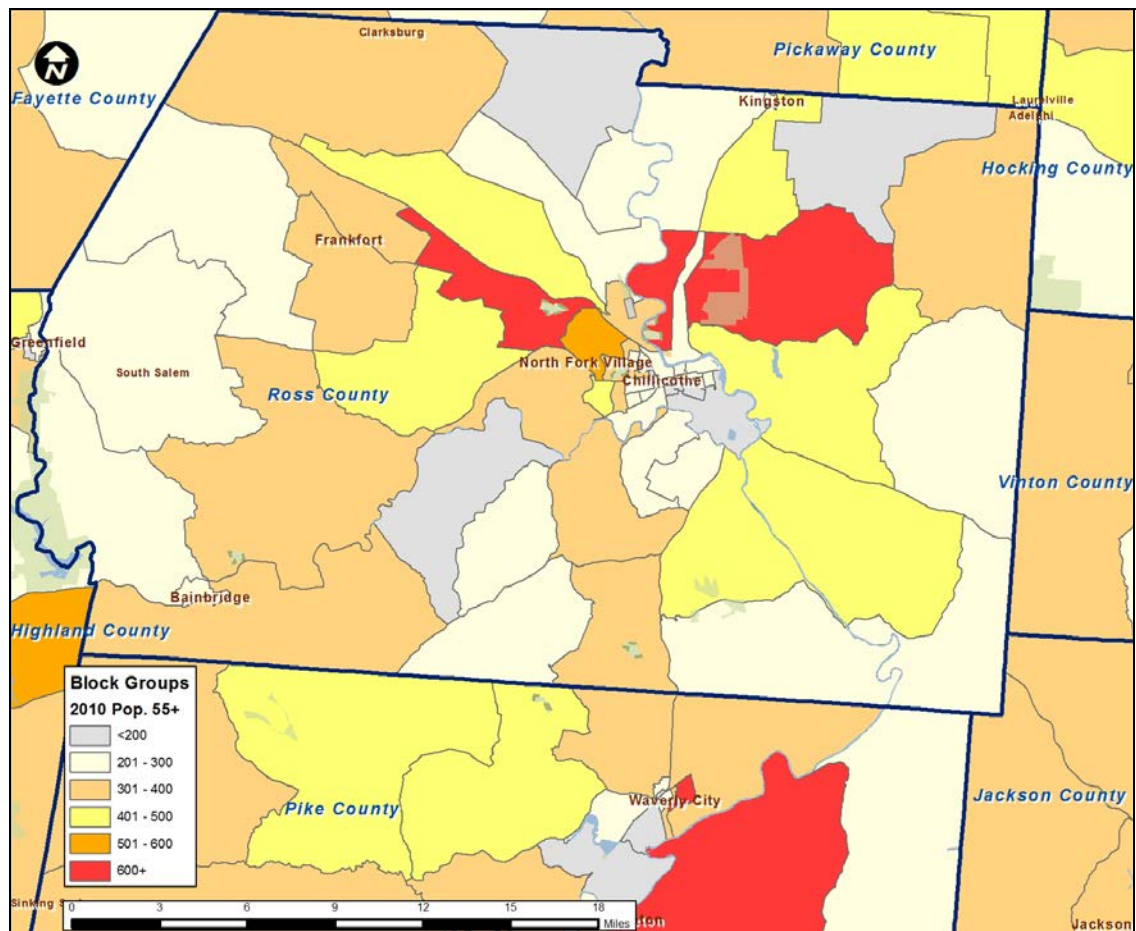 Clarksburg
Pickaway County
N
Fayette County
Kingston
Laurelville
Adelphi
Hocking County
Frankfort
Greenfield
North Fork Village
South Salem
Chillicothe
Ross County
Vinton County
Bainbridge
Highland County
Block Groups
2010 Pop. 55+
<200
201 - 300
301 - 400
401 - 500
501 - 600
600+
Pike County
Waverly City
Jackson County
Sinking
0 3 6 9 12 15 18
Miles
Jackson